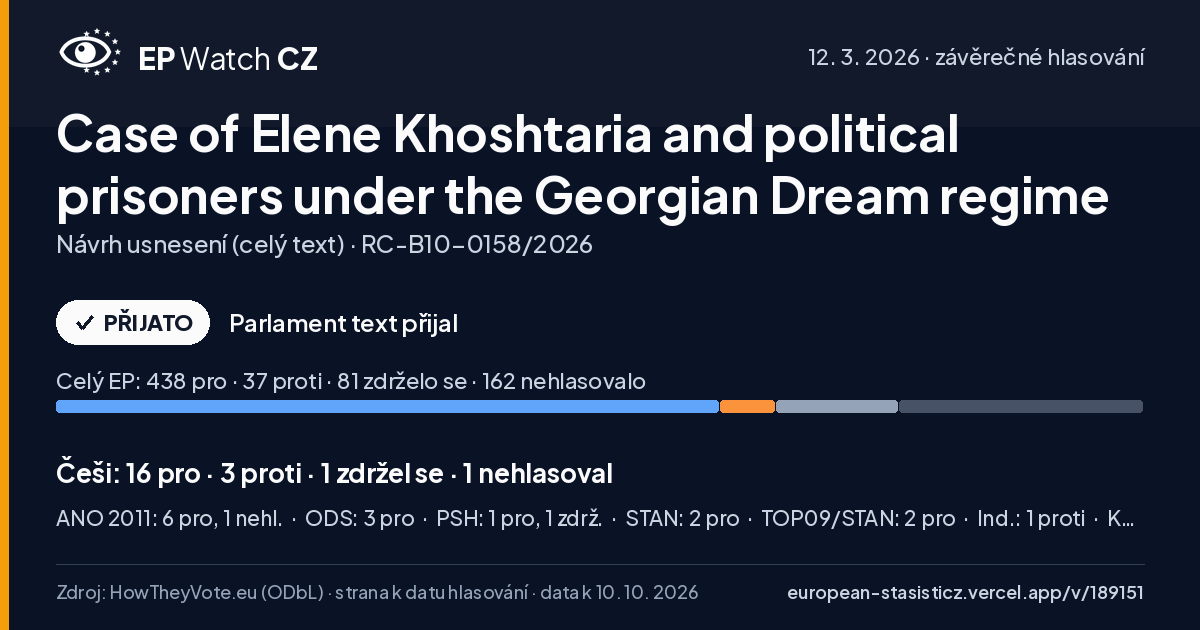 EP Watch CZ
12. 3. 2026 · závěrečné hlasování
Case of Elene Khoshtaria and political
prisoners under the Georgian Dream regime
Návrh usnesení (celý text) · RC-B10-0158/2026
✓ PŘIJATO
Parlament text přijal
Celý EP: 438 pro · 37 proti · 81 zdrželo se · 162 nehlasovalo
Češi: 16 pro · 3 proti · 1 zdržel se · 1 nehlasoval
ANO 2011: 6 pro, 1 nehl. · ODS: 3 pro · PSH: 1 pro, 1 zdrž. · STAN: 2 pro · TOP09/STAN: 2 pro · Ind.: 1 proti · K…
Zdroj: HowTheyVote.eu (ODbL) · strana k datu hlasování · data k 10. 10. 2026
european-stasisticz.vercel.app/v/189151